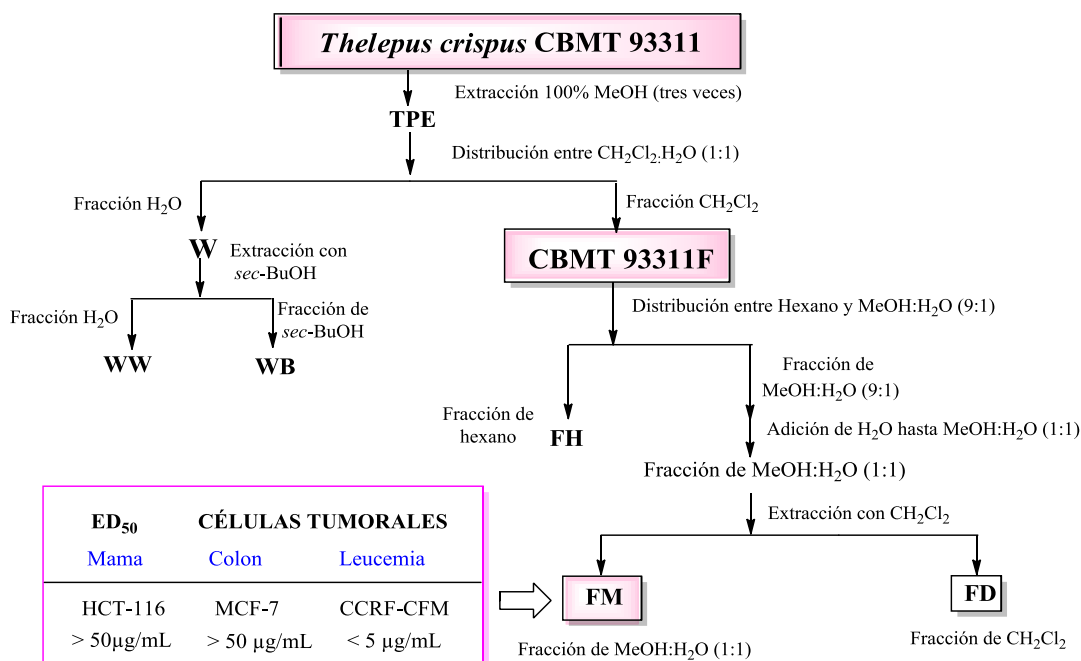 Thelepus crispus CBMT 93311
Extracción 100% MeOH (tres veces)
TPE
Distribución entre CH₂Cl₂:H₂O (1:1)
Fracción H₂O
Fracción CH₂Cl₂
W
Extracción con
sec-BuOH
CBMT 93311F
Fracción H₂O
Fracción de
sec-BuOH
WW
WB
Distribución entre Hexano y MeOH:H₂O (9:1)
Fracción de
MeOH:H₂O (9:1)
Fracción de
hexano
FH
Adición de H₂O hasta MeOH:H₂O (1:1)
Fracción de MeOH:H₂O (1:1)
Extracción con CH₂Cl₂
ED₅₀ CÉLULAS TUMORALES
Mama Colon Leucemia
HCT-116 MCF-7 CCRF-CFM
> 50µg/mL > 50 µg/mL < 5 µg/mL
FM
FD
Fracción de MeOH:H₂O (1:1)
Fracción de CH₂Cl₂